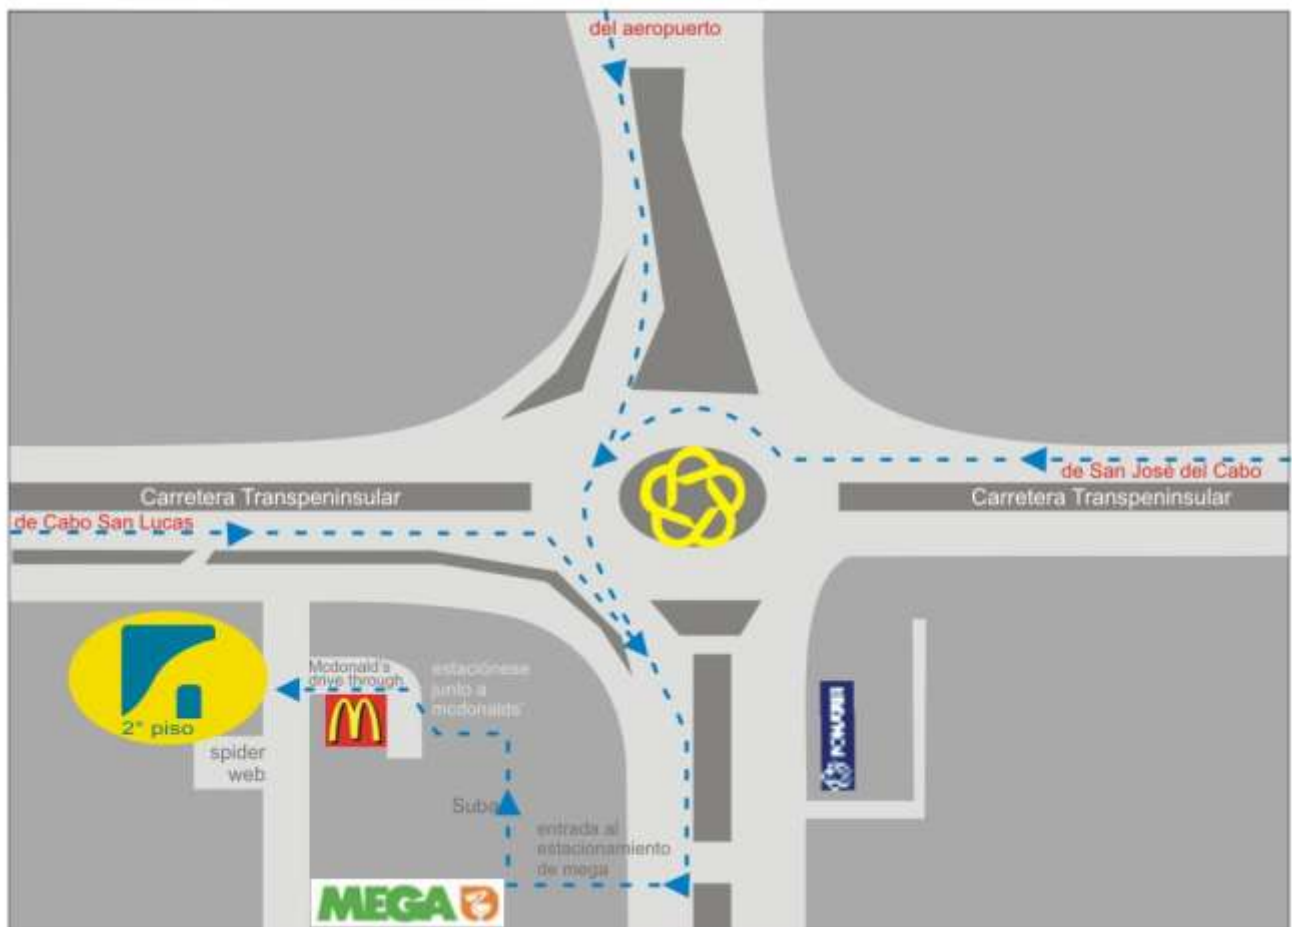 del aeropuerto
de San José del Cabo
Carretera Transpeninsular
Carretera Transpeninsular
de Cabo San Lucas
Mcdonald's
drive through
estaciónese
junto a
mcdonalds'
2° piso
spider
web
Suba
entrada al
estacionamiento
de mega
MEGA